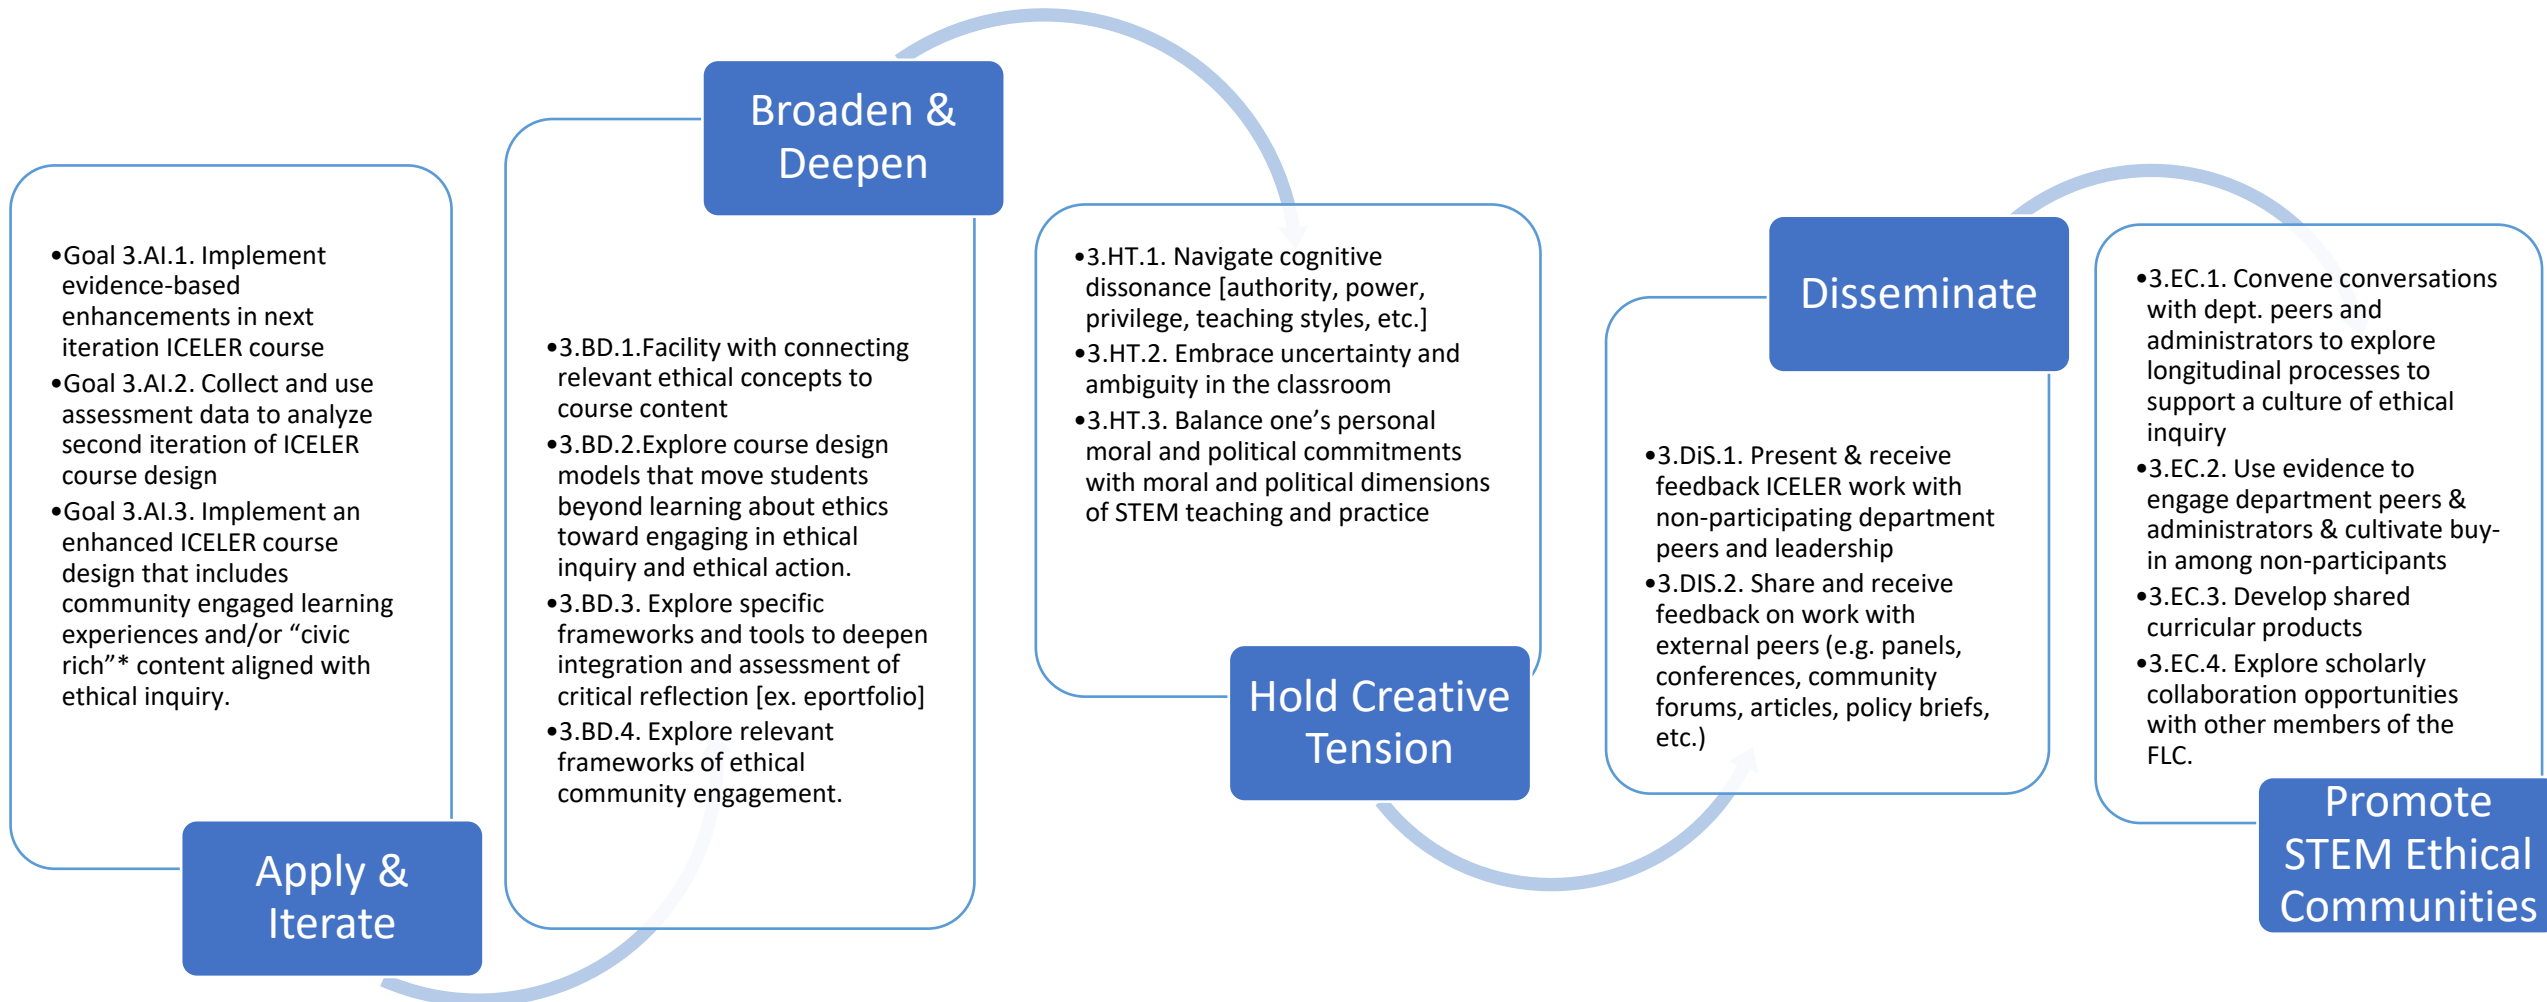 •Goal 3.AI.1. Implement
evidence-based
enhancements in next
iteration ICELER course
•Goal 3.AI.2. Collect and use
assessment data to analyze
second iteration of ICELER
course design
•Goal 3.AI.3. Implement an
enhanced ICELER course
design that includes
community engaged learning
experiences and/or “civic
rich”* content aligned with
ethical inquiry.
Apply &
Iterate
Broaden &
Deepen
•3.BD.1.Facility with connecting
relevant ethical concepts to
course content
•3.BD.2.Explore course design
models that move students
beyond learning about ethics
toward engaging in ethical
inquiry and ethical action.
•3.BD.3. Explore specific
frameworks and tools to deepen
integration and assessment of
critical reflection [ex. eportfolio]
•3.BD.4. Explore relevant
frameworks of ethical
community engagement.
•3.HT.1. Navigate cognitive
dissonance [authority, power,
privilege, teaching styles, etc.]
•3.HT.2. Embrace uncertainty and
ambiguity in the classroom
•3.HT.3. Balance one’s personal
moral and political commitments
with moral and political dimensions
of STEM teaching and practice
Hold Creative
Tension
Disseminate
•3.DiS.1. Present & receive
feedback ICELER work with
non-participating department
peers and leadership
•3.DIS.2. Share and receive
feedback on work with
external peers (e.g. panels,
conferences, community
forums, articles, policy briefs,
etc.)
•3.EC.1. Convene conversations
with dept. peers and
administrators to explore
longitudinal processes to
support a culture of ethical
inquiry
•3.EC.2. Use evidence to
engage department peers &
administrators & cultivate buy-
in among non-participants
•3.EC.3. Develop shared
curricular products
•3.EC.4. Explore scholarly
collaboration opportunities
with other members of the
FLC.
Promote
STEM Ethical
Communities